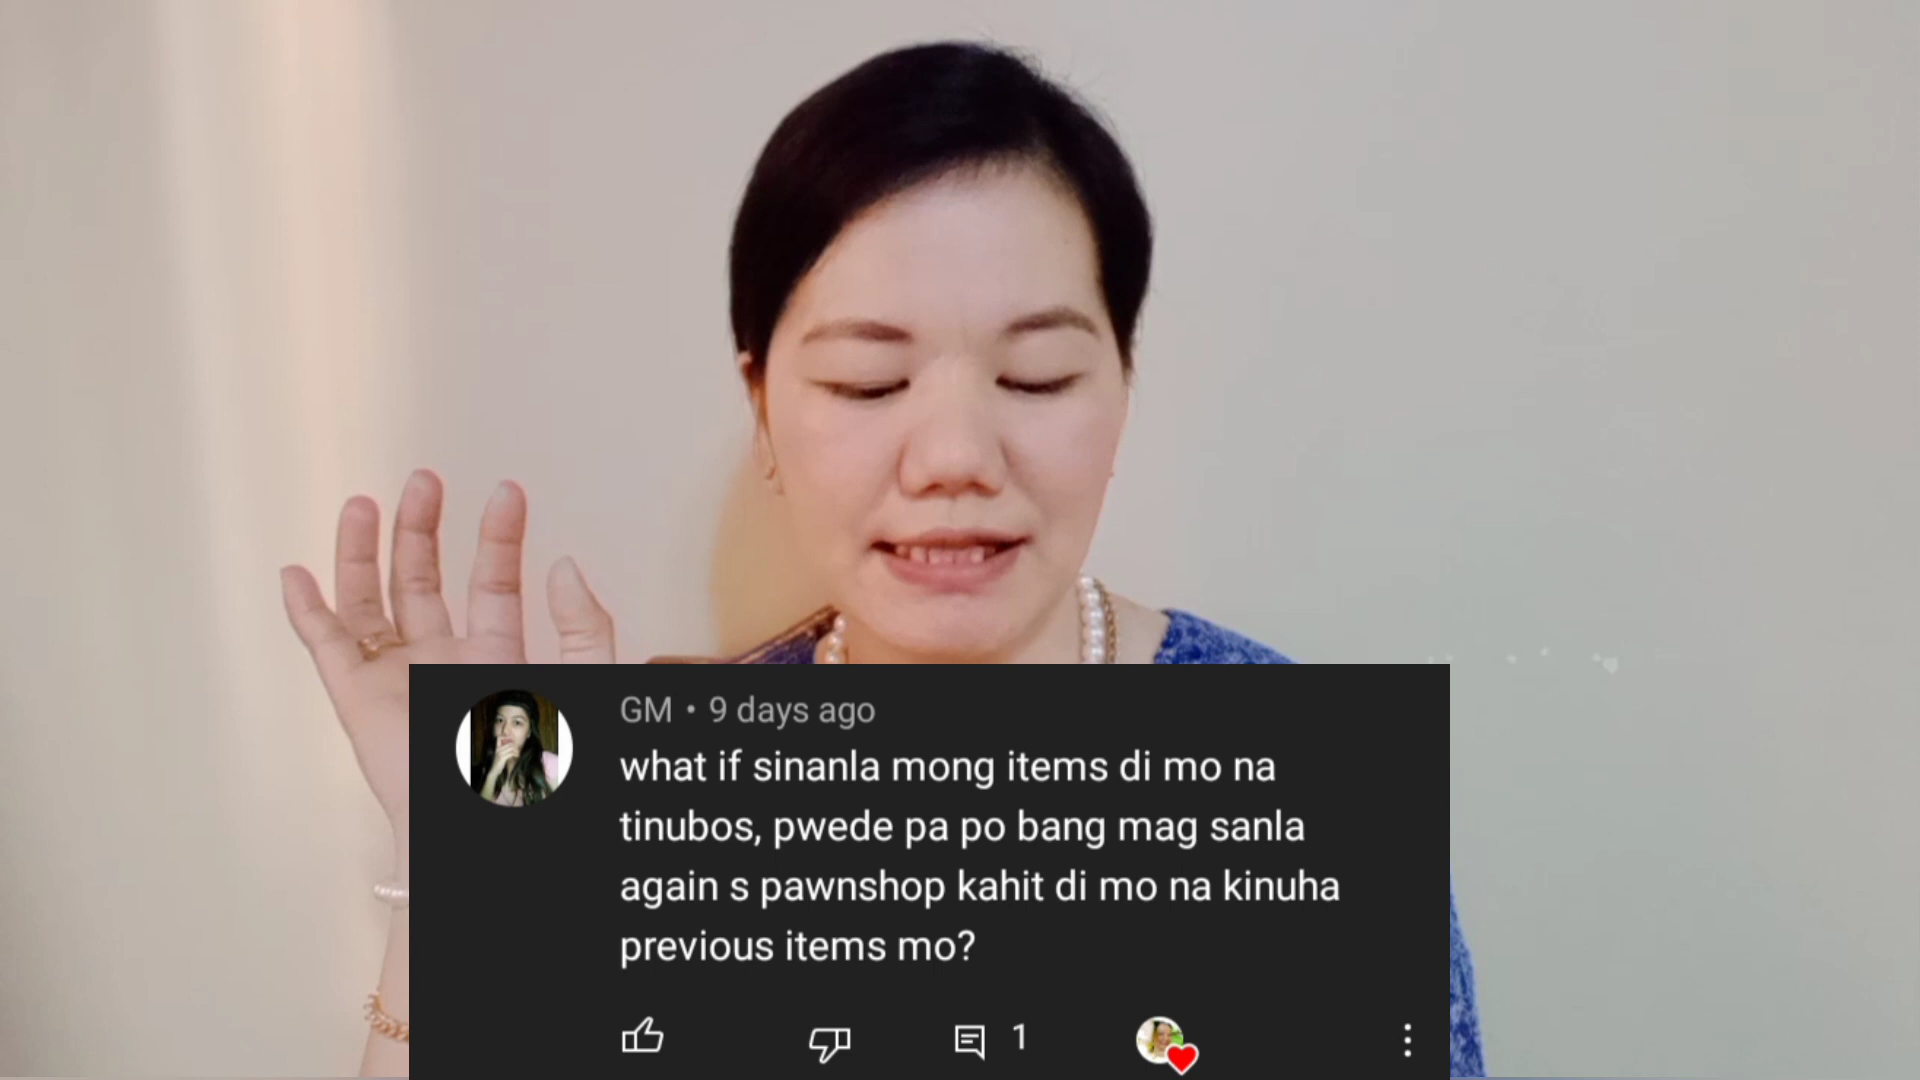 GM • 9 days ago
what if sinanla mong items di mo na
tinubos, pwede pa po bang mag sanla
again s pawnshop kahit di mo na kinuha
previous items mo?
1